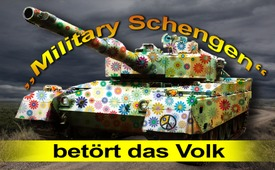 „Military Schengen“
betört das Volk